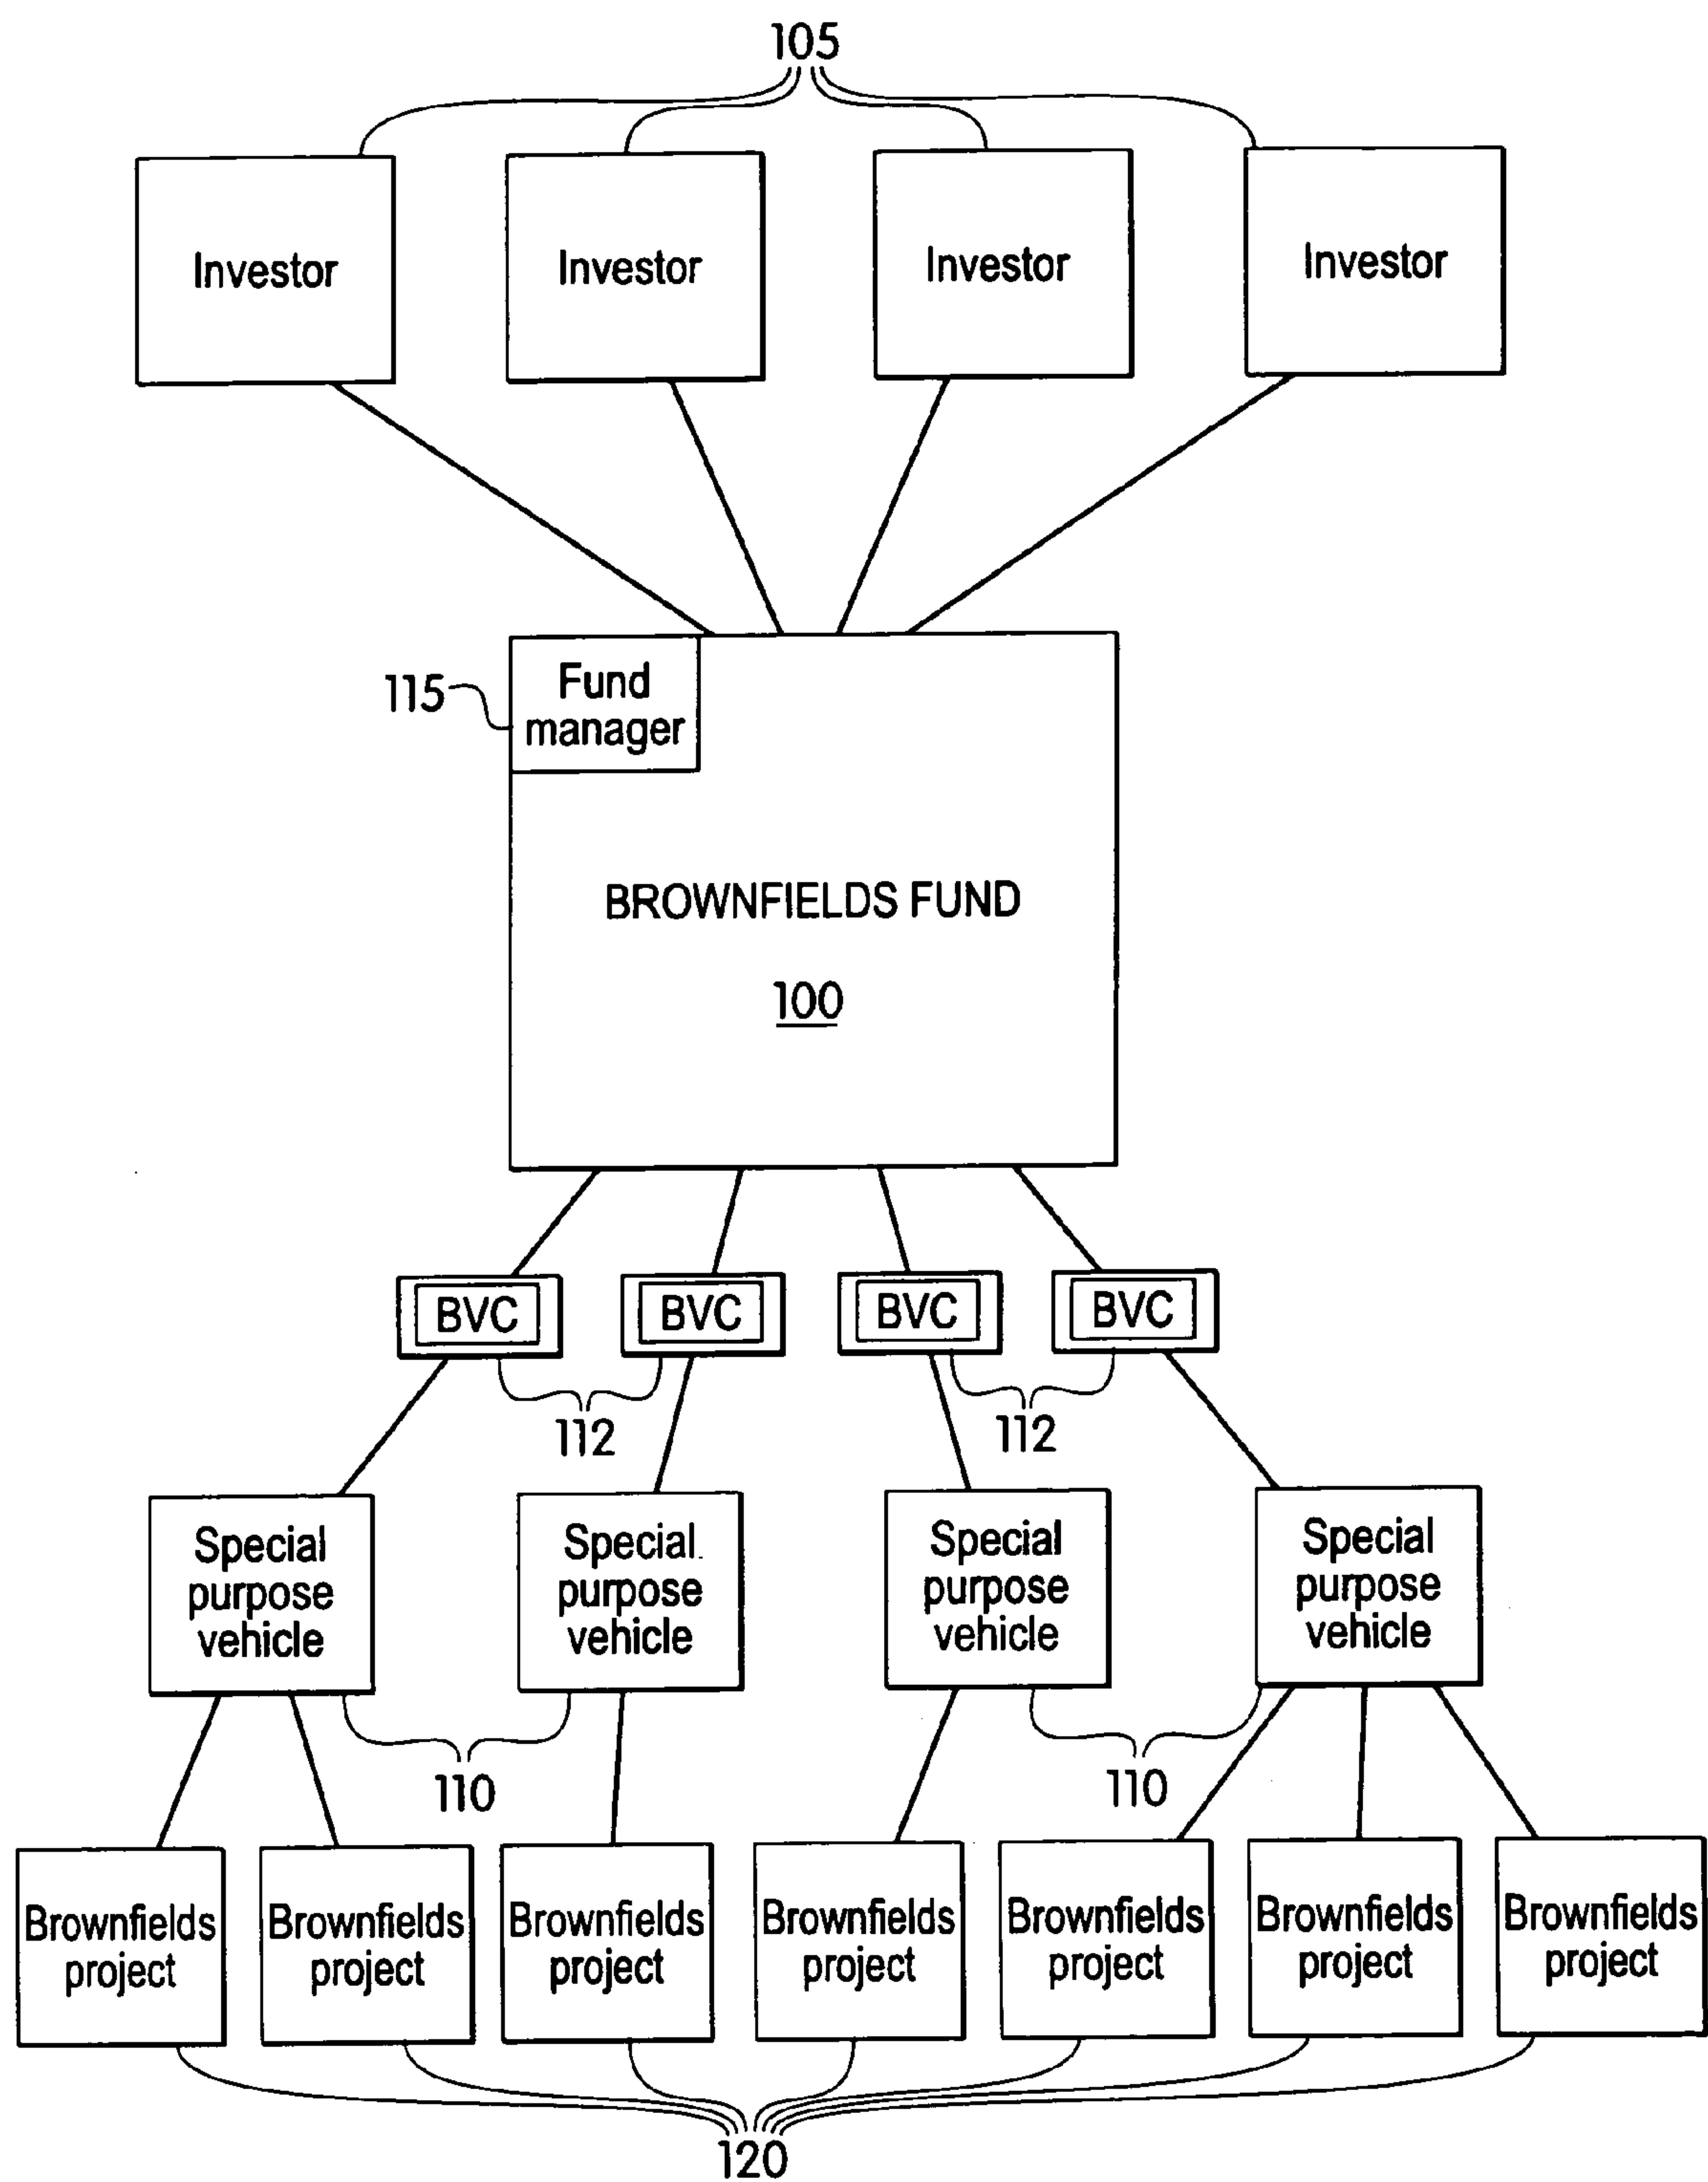 105
Investor
Investor
Investor
Investor
115
Fund
manager
BROWNFIELDS FUND
100
BVC
BVC
BVC
BVC
112
112
Special
purpose
vehicle
Special
purpose
vehicle
Special
purpose
vehicle
Special
purpose
vehicle
110
110
Brownfields
project
Brownfields
project
Brownfields
project
Brownfields
project
Brownfields
project
Brownfields
project
Brownfields
project
120